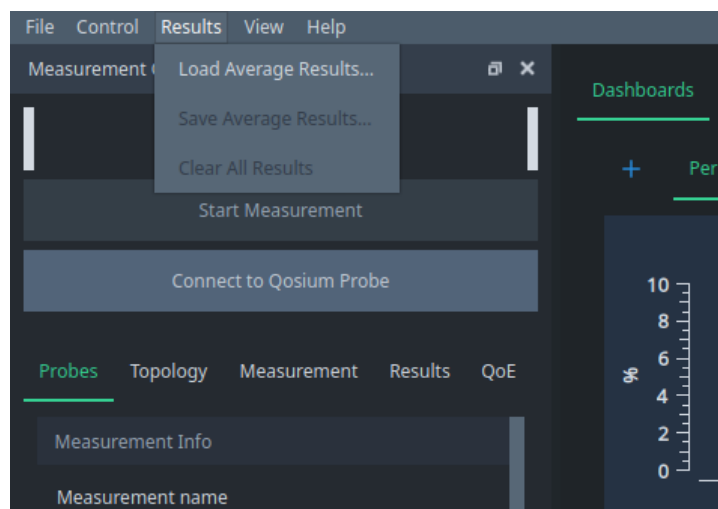 File Control Results View Help
Measurement
Load Average Results...
Save Average Results...
Clear All Results
Start Measurement
Connect to Qosium Probe
Probes Topology Measurement Results QoE
Measurement Info
Measurement name
Dashboards
+
%
10
8
6
4
2
0